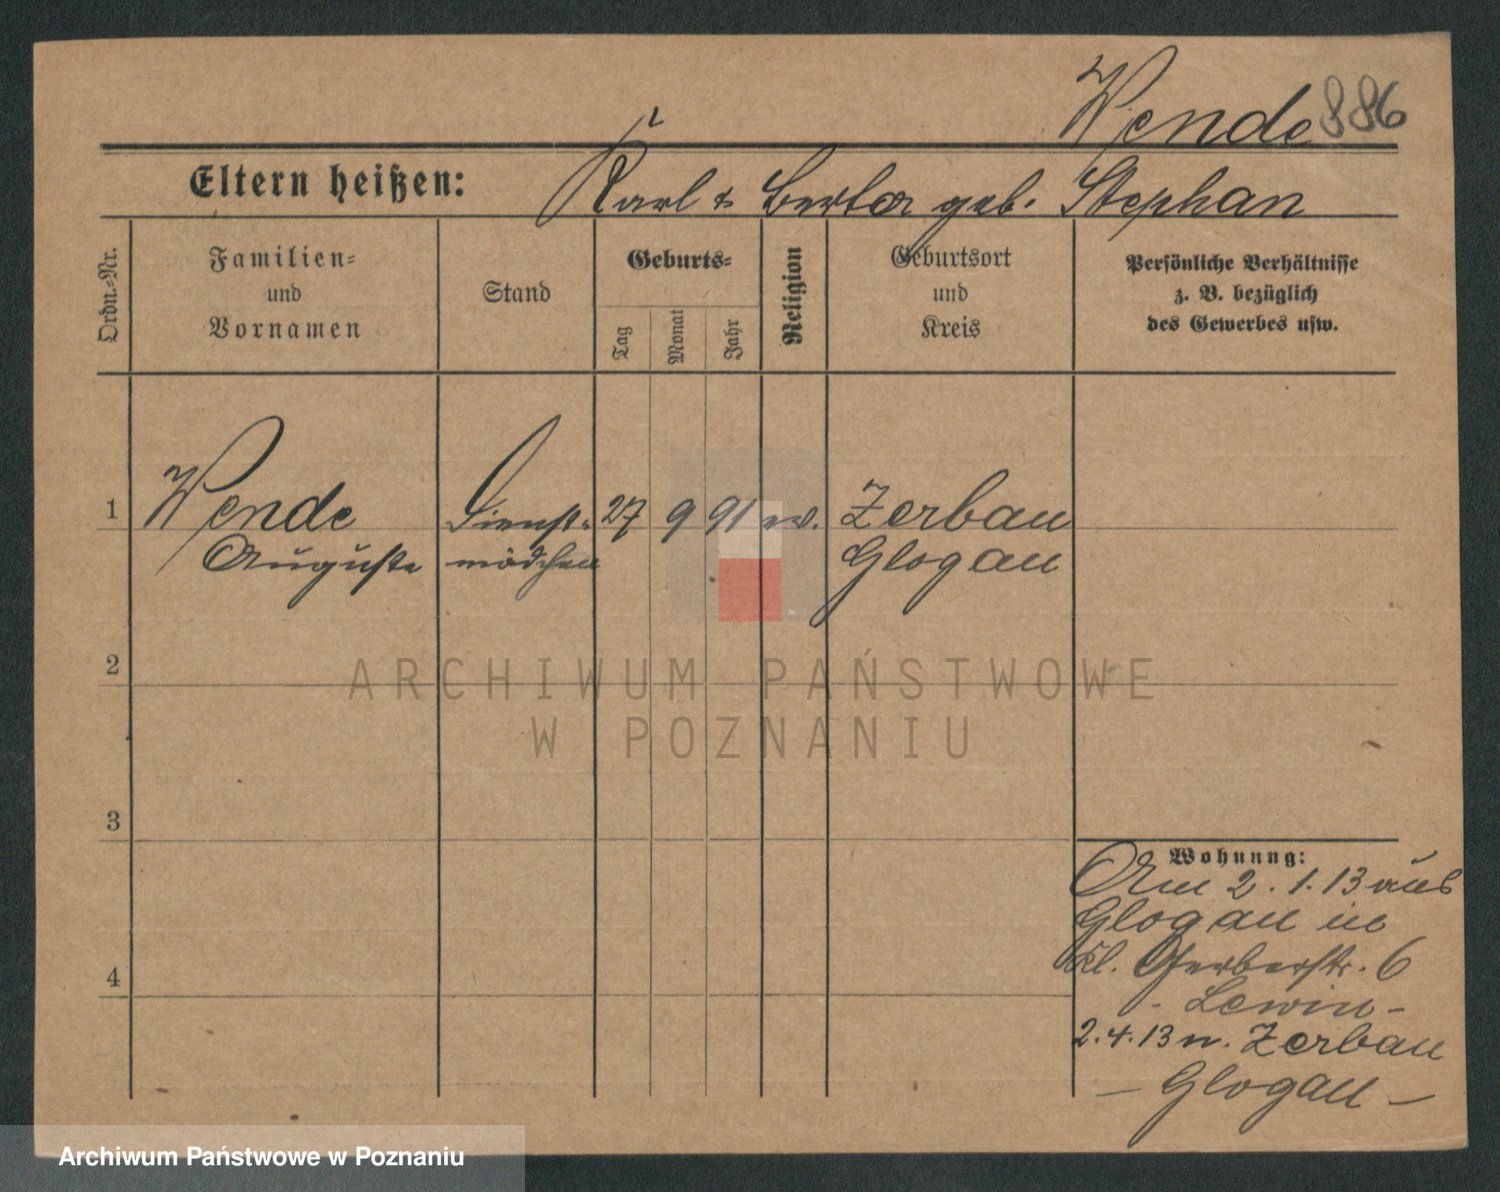 Wende 886
Eltern heißen: Karl & Berta geb. Stephan
Ordn.-Nr.
Familien-
und
Vornamen
Stand
Geburts-
Tag
Monat
Jahr
Religion
Geburtsort
und
Kreis
Persönliche Verhältnisse
z. B. bezüglich
des Gewerbes usw.
1 Wende Dienst- 27 9 91 ev. Zerbau
Auguste mädchen Glogau
2
3
4
Wohnung:
Am 2.1.13 aus
Glogau in
Kl. Gerberstr. 6
- Lewin -
2.4.13 n. Zerbau
- Glogau -
ARCHIWUM PAŃSTWOWE
W POZNANIU
Archiwum Państwowe w Poznaniu